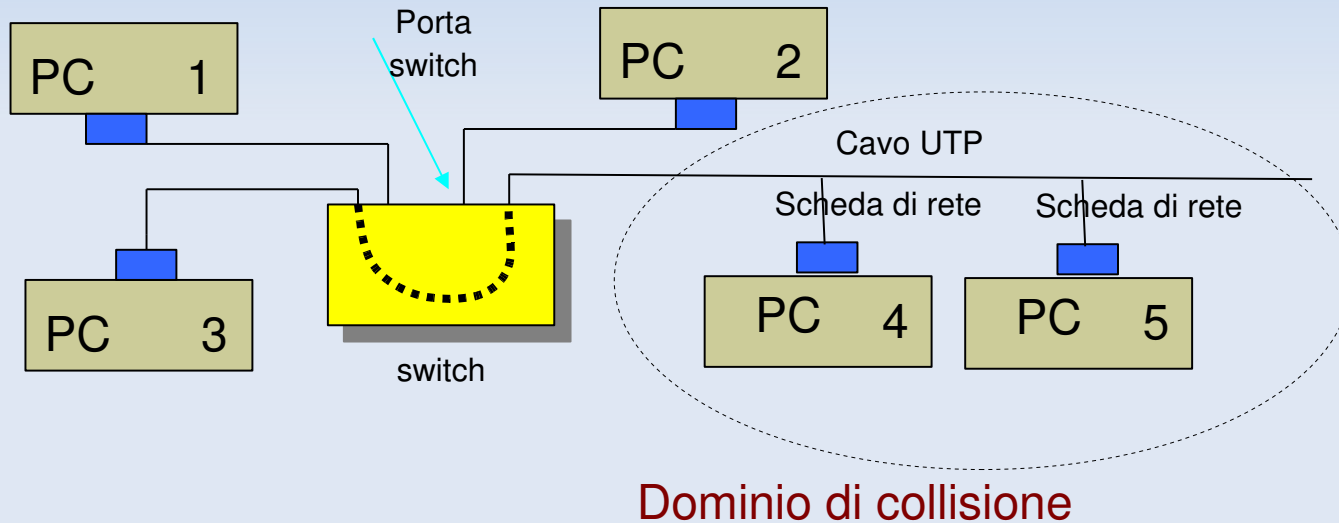 Porta
switch
PC 1
PC 2
Cavo UTP
Scheda di rete
Scheda di rete
PC 3
switch
PC 4
PC 5
Dominio di collisione